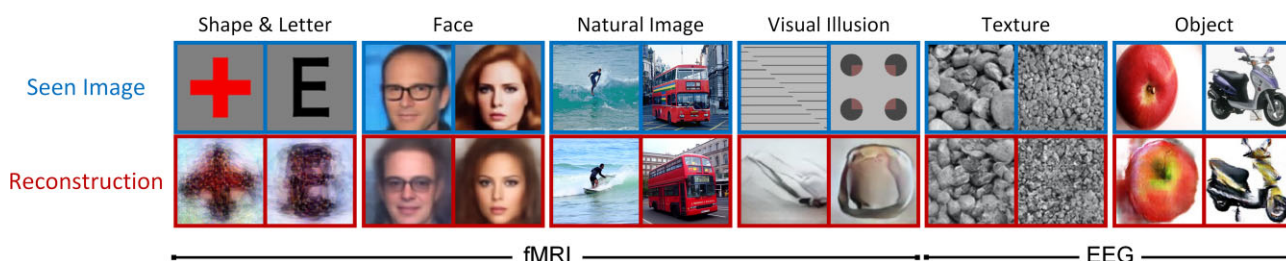 Shape & Letter Face Natural Image Visual Illusion Texture Object
Seen Image
E
Reconstruction
fMRI EEG